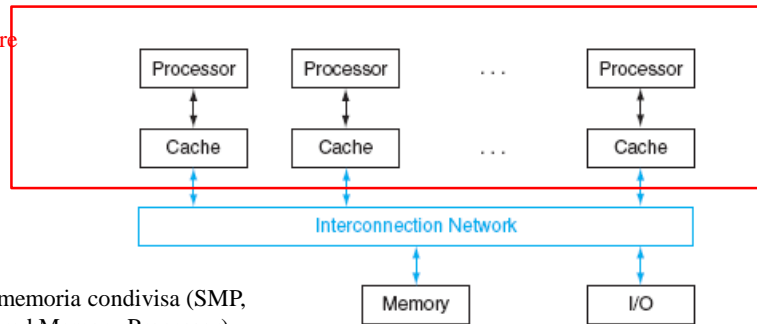 re
Processor Processor . . . Processor
Cache Cache . . . Cache
Interconnection Network
memoria condivisa (SMP,
Memory I/O